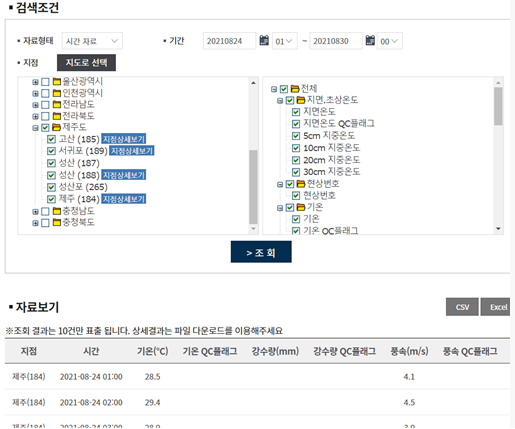 검색조건
자료형태 시간 자료 기간 20210824 01 ~ 20210830 00
지점 지도로 선택
울산광역시
인천광역시
전라남도
전라북도
제주도
고산 (185) 지점상세보기
서귀포 (189) 지점상세보기
성산 (187)
성산 (188) 지점상세보기
성산포 (265)
제주 (184) 지점상세보기
충청남도
충청북도
전체
지면,초상온도
지면온도
지면온도 QC플래그
5cm 지중온도
10cm 지중온도
20cm 지중온도
30cm 지중온도
현상번호
현상번호
기온
기온
기온 QC플래그
> 조 회
자료보기 CSV Excel
※조회 결과는 10건만 표출 됩니다. 상세결과는 파일 다운로드를 이용해주세요
지점 시간 기온(°C) 기온 QC플래그 강수량(mm) 강수량 QC플래그 풍속(m/s) 풍속 QC플래그
제주(184) 2021-08-24 01:00 28.5 4.1
제주(184) 2021-08-24 02:00 29.4 4.5
제주(184) 2021-08-24 03:00 28.9 3.9